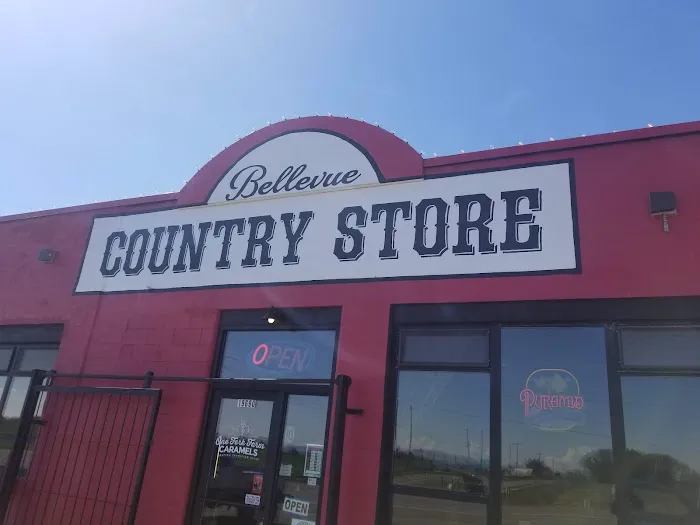 Bellevue
COUNTRY STORE
OPEN
PYRAMID
One Fork Farm
CARAMELS
OPEN